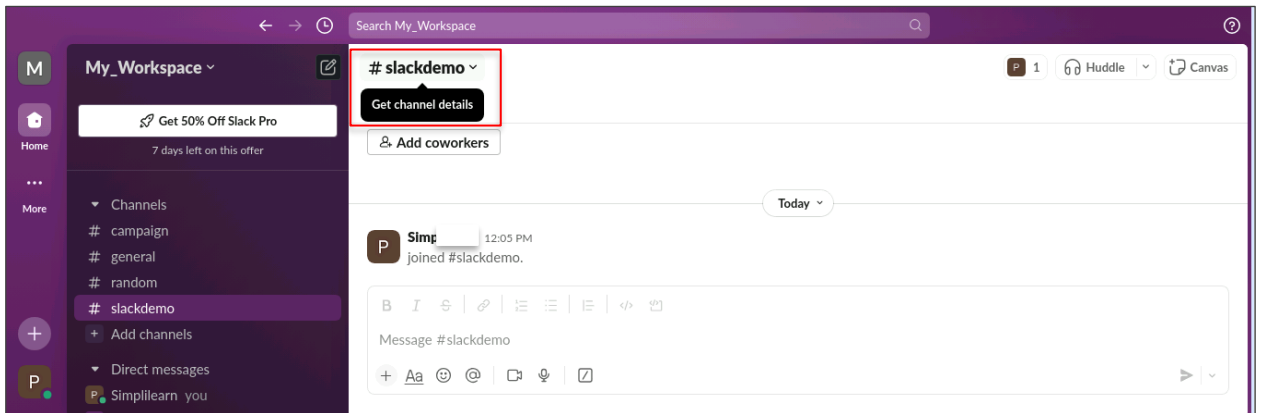 Search My_Workspace
M
My_Workspace
# slackdemo
P 1
Huddle
Canvas
Get channel details
Get 50% Off Slack Pro
7 days left on this offer
Add coworkers
Home
More
Channels
# campaign
# general
# random
# slackdemo
+ Add channels
Direct messages
P Simplilearn you
P
Today
P
Simp
12:05 PM
joined #slackdemo.
B I S
Message #slackdemo
+ Aa @